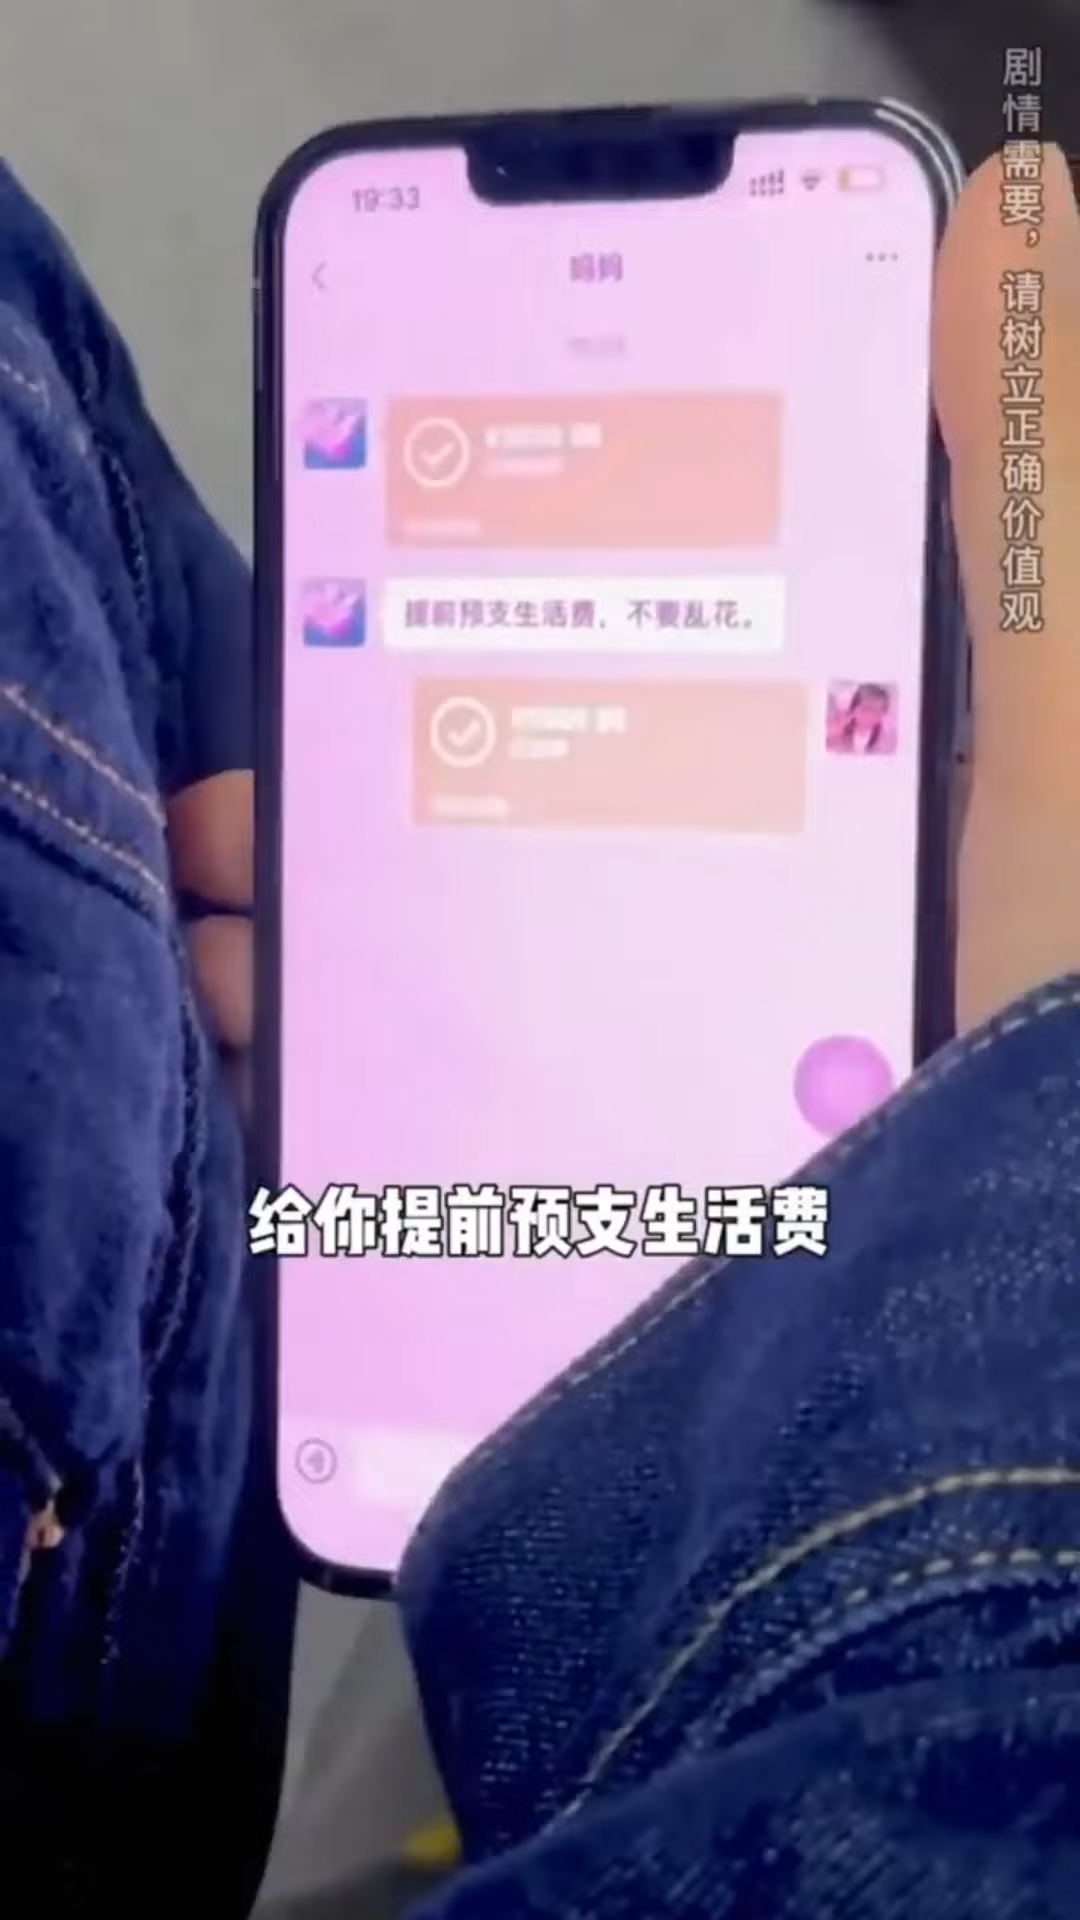 剧情需要，请树立正确价值观
19:33
妈妈
提前预支生活费，不要乱花。
给你提前预支生活费